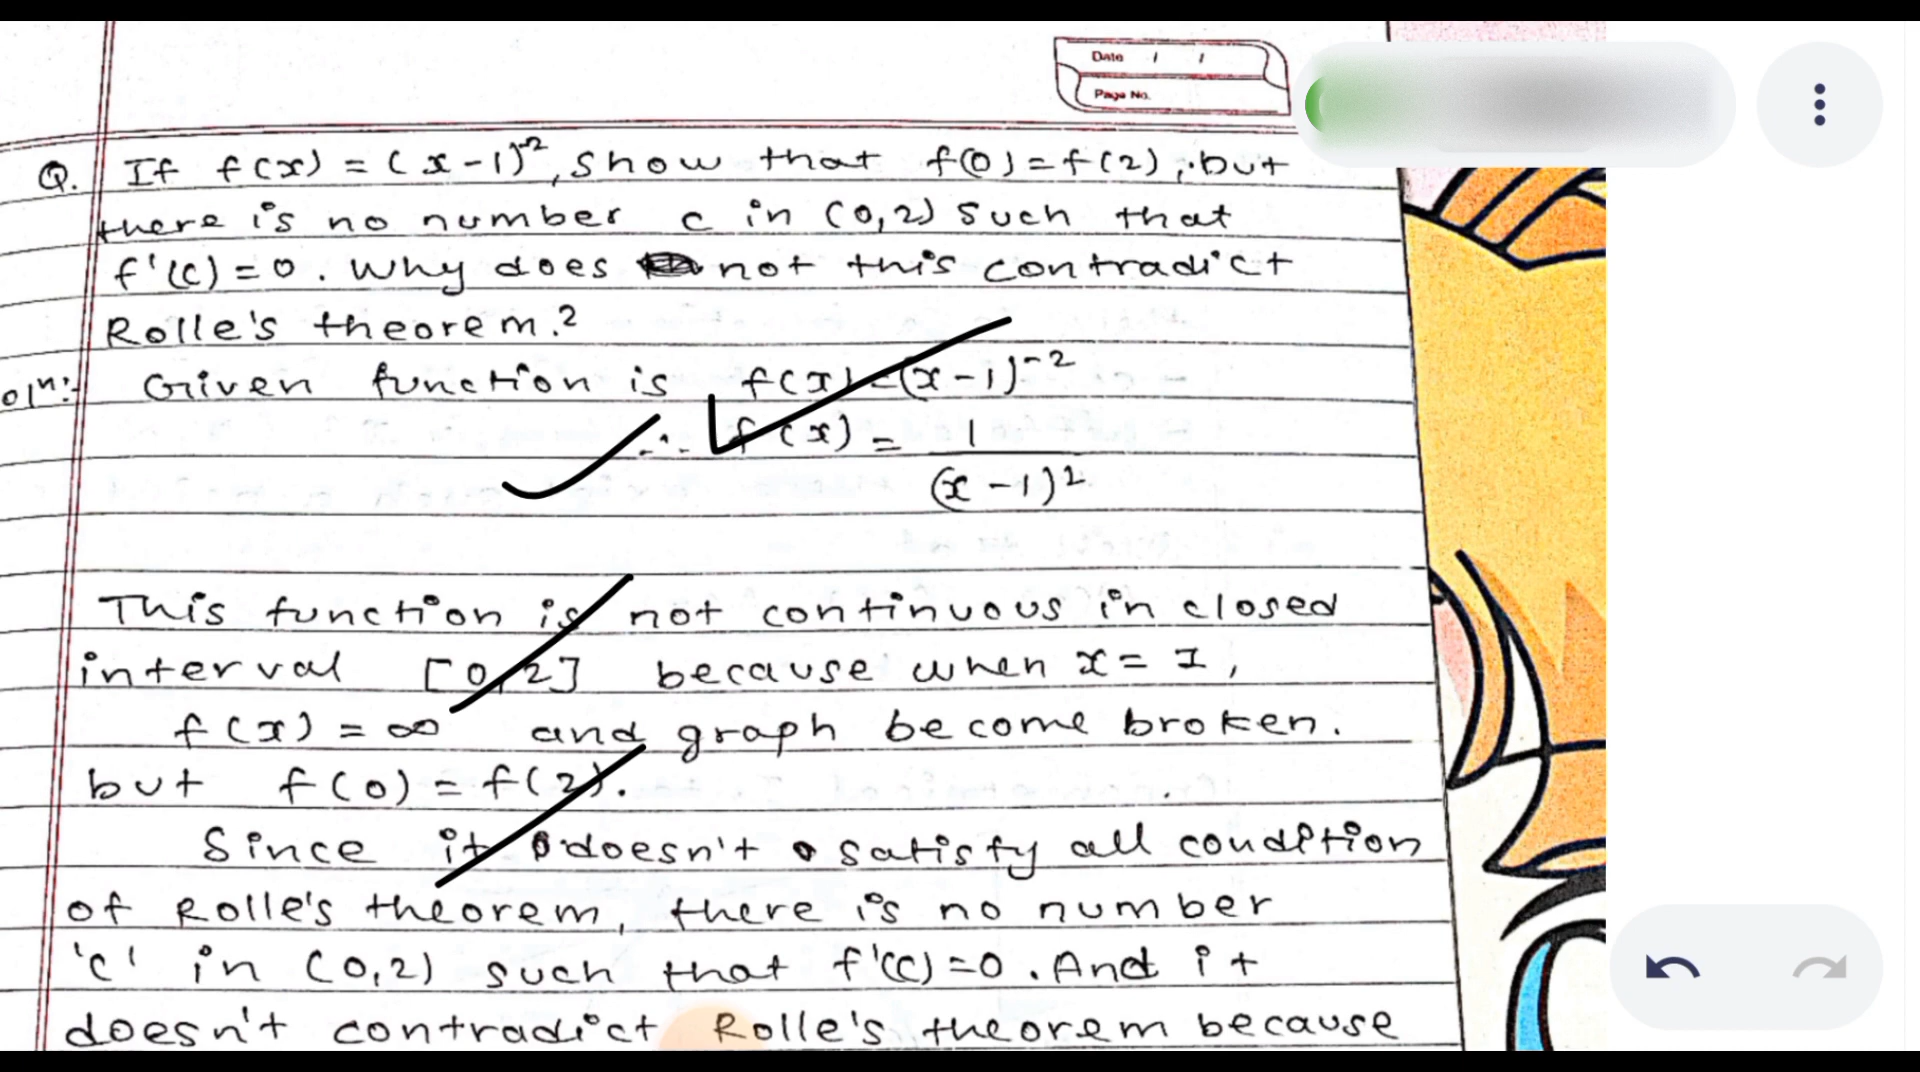 Date / /
Page No.
Q. If f(x) = (x-1)⁻², show that f(0)=f(2), but
there is no number c in (0,2) such that
f'(c)=0. Why does not this contradict
Rolle's theorem.?
olⁿ:- Given function is f(x)=(x-1)⁻²
∴ f(x) = 1
(x-1)²
This function is not continuous in closed
interval [0,2] because when x= 1,
f(x) = ∞ and graph become broken.
but f(0) = f(2).
Since it doesn't satisfy all condition
of Rolle's theorem, there is no number
'c' in (0,2) such that f'(c)=0. And it
doesn't contradict Rolle's theorem because